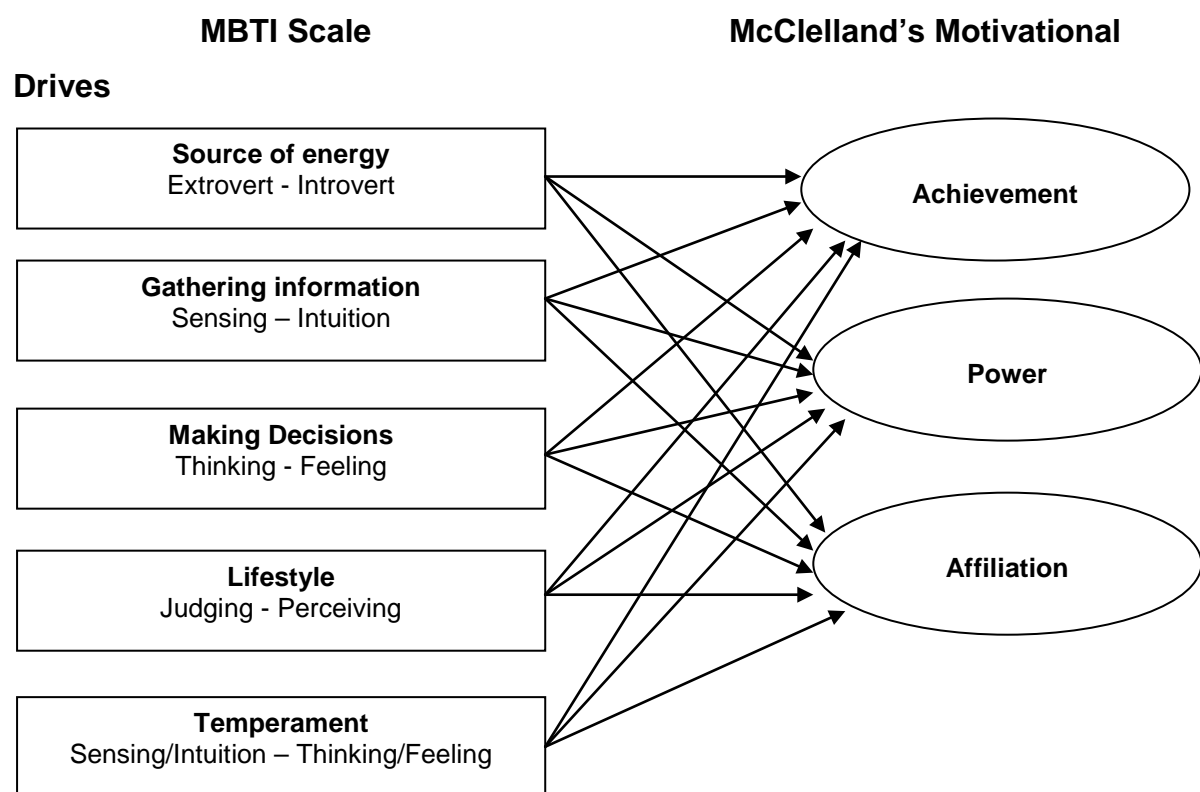 MBTI Scale
McClelland’s Motivational
Drives
Source of energy
Extrovert - Introvert
Achievement
Gathering information
Sensing – Intuition
Power
Making Decisions
Thinking - Feeling
Lifestyle
Judging - Perceiving
Affiliation
Temperament
Sensing/Intuition – Thinking/Feeling